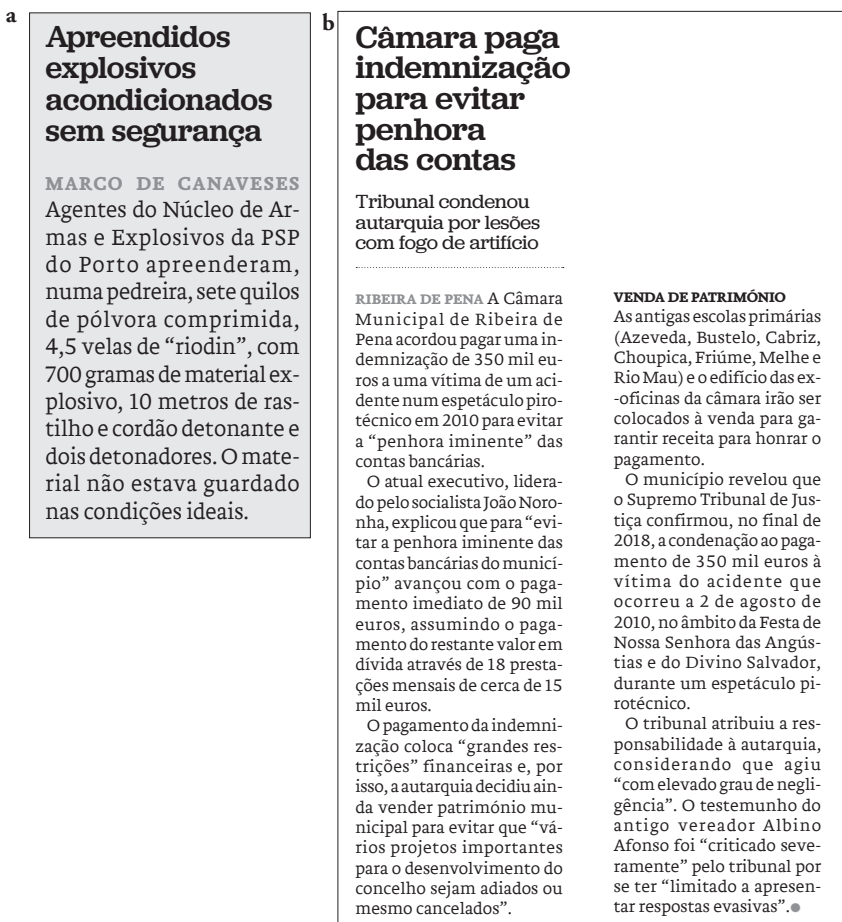 a
Apreendidos
explosivos
acondicionados
sem segurança
MARCO DE CANAVESES
Agentes do Núcleo de Ar-
mas e Explosivos da PSP
do Porto apreenderam,
numa pedreira, sete quilos
de pólvora comprimida,
4,5 velas de “riodin”, com
700 gramas de material ex-
plosivo, 10 metros de ras-
tilho e cordão detonante e
dois detonadores. O mate-
rial não estava guardado
nas condições ideais.
b
Câmara paga
indemnização
para evitar
penhora
das contas
Tribunal condenou
autarquia por lesões
com fogo de artifício
RIBEIRA DE PENA A Câmara
Municipal de Ribeira de
Pena acordou pagar uma in-
demnização de 350 mil eu-
ros a uma vítima de um aci-
dente num espetáculo piro-
técnico em 2010 para evitar
a “penhora iminente” das
contas bancárias.
O atual executivo, lidera-
do pelo socialista João Noro-
nha, explicou que para “evi-
tar a penhora iminente das
contas bancárias do municí-
pio” avançou com o paga-
mento imediato de 90 mil
euros, assumindo o paga-
mento do restante valor em
dívida através de 18 presta-
ções mensais de cerca de 15
mil euros.
O pagamento da indemni-
zação coloca “grandes res-
trições” financeiras e, por
isso, a autarquia decidiu ain-
da vender património mu-
nicipal para evitar que “vá-
rios projetos importantes
para o desenvolvimento do
concelho sejam adiados ou
mesmo cancelados”.
VENDA DE PATRIMÓNIO
As antigas escolas primárias
(Azeveda, Bustelo, Cabriz,
Choupica, Friúme, Melhe e
Rio Mau) e o edifício das ex-
-oficinas da câmara irão ser
colocados à venda para ga-
rantir receita para honrar o
pagamento.
O município revelou que
o Supremo Tribunal de Jus-
tiça confirmou, no final de
2018, a condenação ao paga-
mento de 350 mil euros à
vítima do acidente que
ocorreu a 2 de agosto de
2010, no âmbito da Festa de
Nossa Senhora das Angús-
tias e do Divino Salvador,
durante um espetáculo pi-
rotécnico.
O tribunal atribuiu a res-
ponsabilidade à autarquia,
considerando que agiu
“com elevado grau de negli-
gência”. O testemunho do
antigo vereador Albino
Afonso foi “criticado seve-
ramente” pelo tribunal por
se ter “limitado a apresen-
tar respostas evasivas”.●